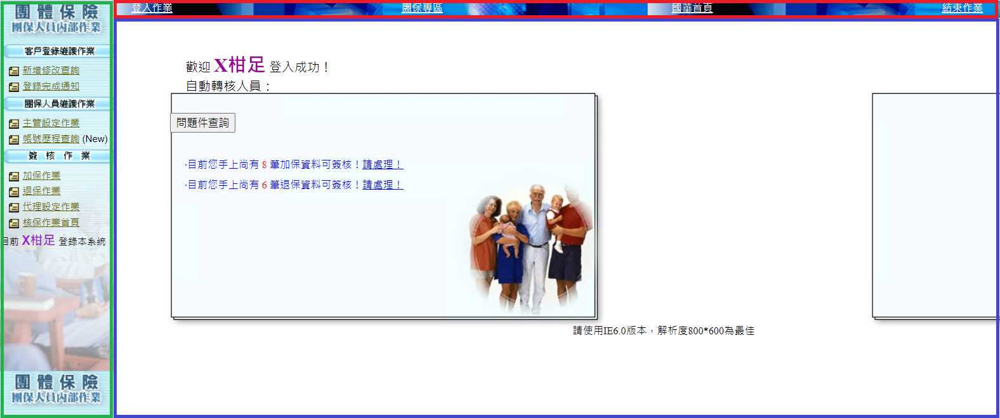 團體保險
團保人員內部作業
客戶登錄維護作業
新增修改查詢
登錄完成通知
團保人員維護作業
主管設定作業
帳號歷程查詢 (New)
簽核作業
加保作業
退保作業
代理設定作業
核保作業首頁
目前 X柑足 登錄本系統
團體保險
團保人員內部作業
登入作業 團保專區 國華首頁 結束作業
歡迎 X柑足 登入成功！
自動轉核人員：
問題件查詢
‧目前您手上尚有 8 筆加保資料可簽核！請處理！
‧目前您手上尚有 6 筆退保資料可簽核！請處理！
請使用IE6.0版本，解析度800*600為最佳